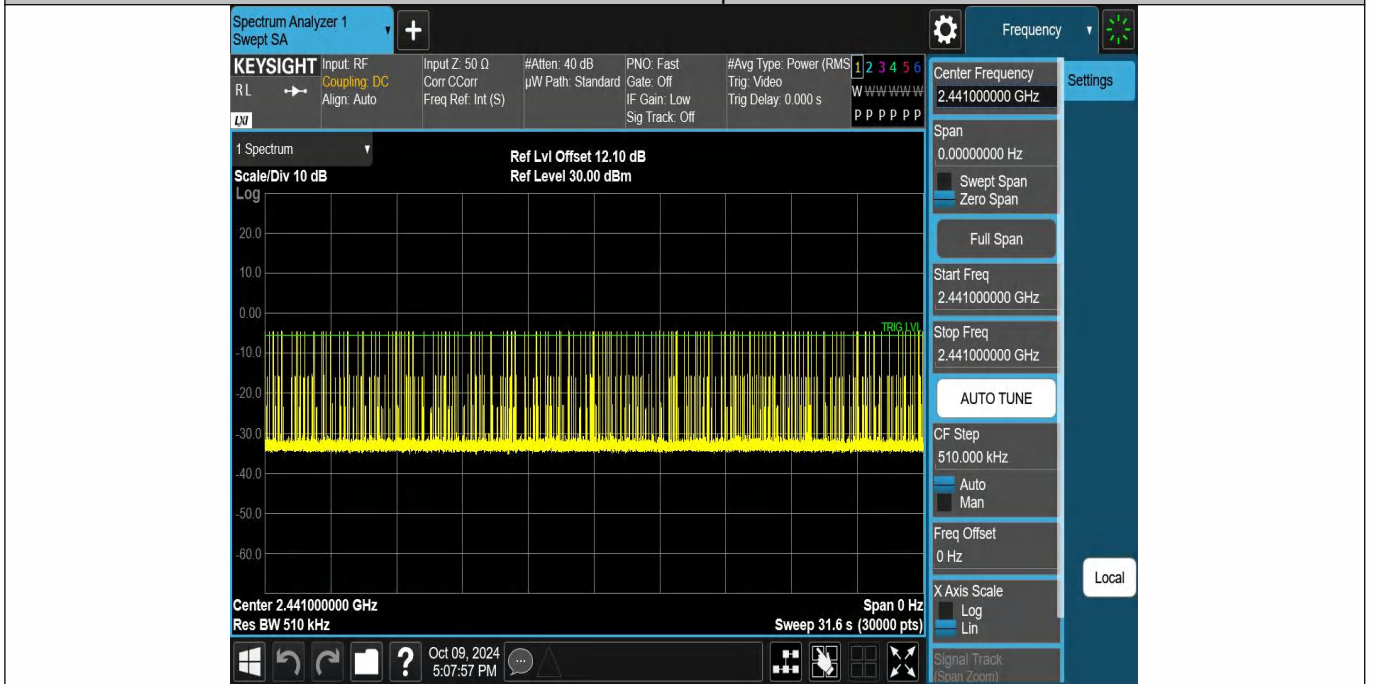 Spectrum Analyzer 1
Swept SA
+
Frequency
KEYSIGHT
RL
LXI
Input: RF
Coupling: DC
Align: Auto
Input Z: 50 Ω
Corr CCorr
Freq Ref: Int (S)
#Atten: 40 dB
µW Path: Standard
PNO: Fast
Gate: Off
IF Gain: Low
Sig Track: Off
#Avg Type: Power (RMS
Trig: Video
Trig Delay: 0.000 s
1 2 3 4 5 6
W W W W W W
P P P P P P
1 Spectrum
Scale/Div 10 dB
Log
Ref Lvl Offset 12.10 dB
Ref Level 30.00 dBm
20.0
10.0
0.00
-10.0
-20.0
-30.0
-40.0
-50.0
-60.0
TRIG LVL
Center 2.441000000 GHz
Res BW 510 kHz
Span 0 Hz
Sweep 31.6 s (30000 pts)
Center Frequency
2.441000000 GHz
Settings
Span
0.00000000 Hz
Swept Span
Zero Span
Full Span
Start Freq
2.441000000 GHz
Stop Freq
2.441000000 GHz
AUTO TUNE
CF Step
510.000 kHz
Auto
Man
Freq Offset
0 Hz
X Axis Scale
Log
Lin
Signal Track
(Span Zoom)
Local
?
Oct 09, 2024
5:07:57 PM